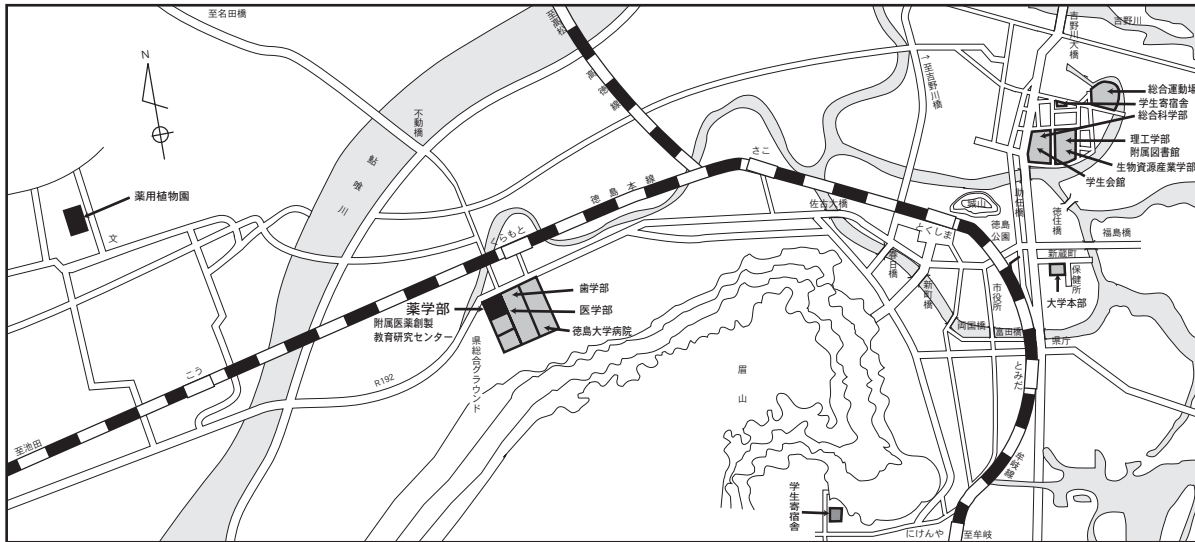 至名田橋
至高松
吉野川大橋
吉野川
N
高徳線
↑至吉野川橋
総合運動場
学生寄宿舎
総合科学部
不動橋
理工学部
附属図書館
生物資源産業学部
学生会館
さこ
鮎喰川
徳島本線
薬用植物園
佐古大橋
城山
助任橋
徳住橋
文
くらもと
とくしま
徳島公園
福島橋
春日橋
新蔵町
保健所
歯学部
薬学部
医学部
附属医薬創製
教育研究センター
徳島大学病院
新町橋
市役所
大学本部
両国橋
富田橋
県庁
県総合グラウンド
こう
R192
眉山
とみだ
至池田
牟岐線
学生寄宿舎
にけんや
至牟岐